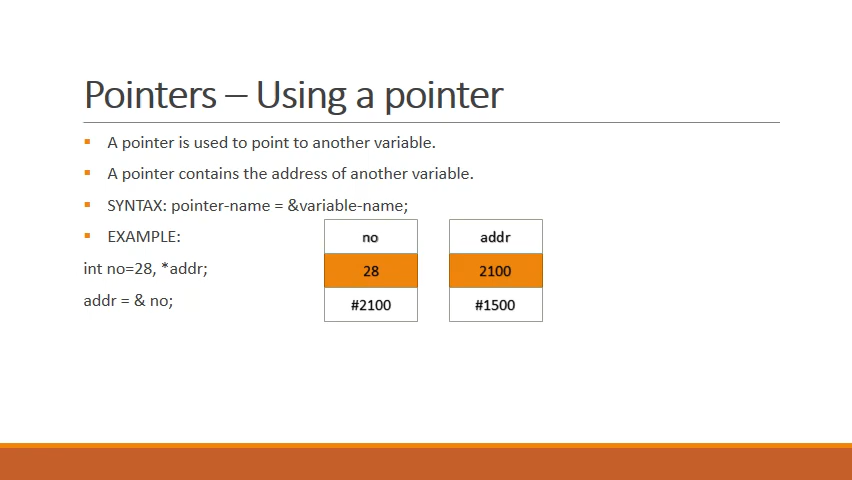 Pointers – Using a pointer
A pointer is used to point to another variable.
A pointer contains the address of another variable.
SYNTAX: pointer-name = &variable-name;
EXAMPLE:
no addr
int no=28, *addr;
28 2100
addr = & no;
#2100 #1500